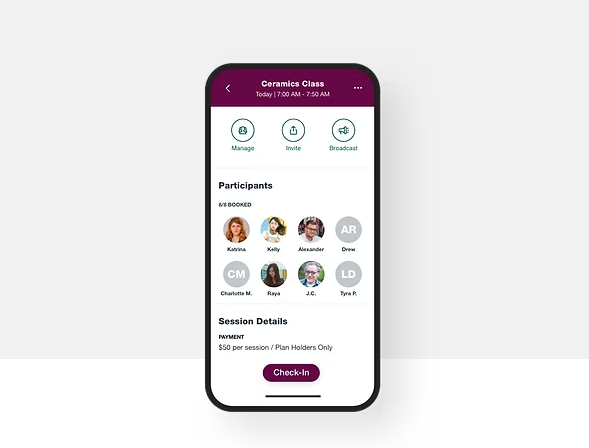 Ceramics Class
Today | 7:00 AM - 7:50 AM
Manage Invite Broadcast
Participants
8/8 BOOKED
AR
Katrina Kelly Alexander Drew
CM LD
Charlotte M. Raya J.C. Tyra P.
Session Details
PAYMENT
$50 per session / Plan Holders Only
Check-In